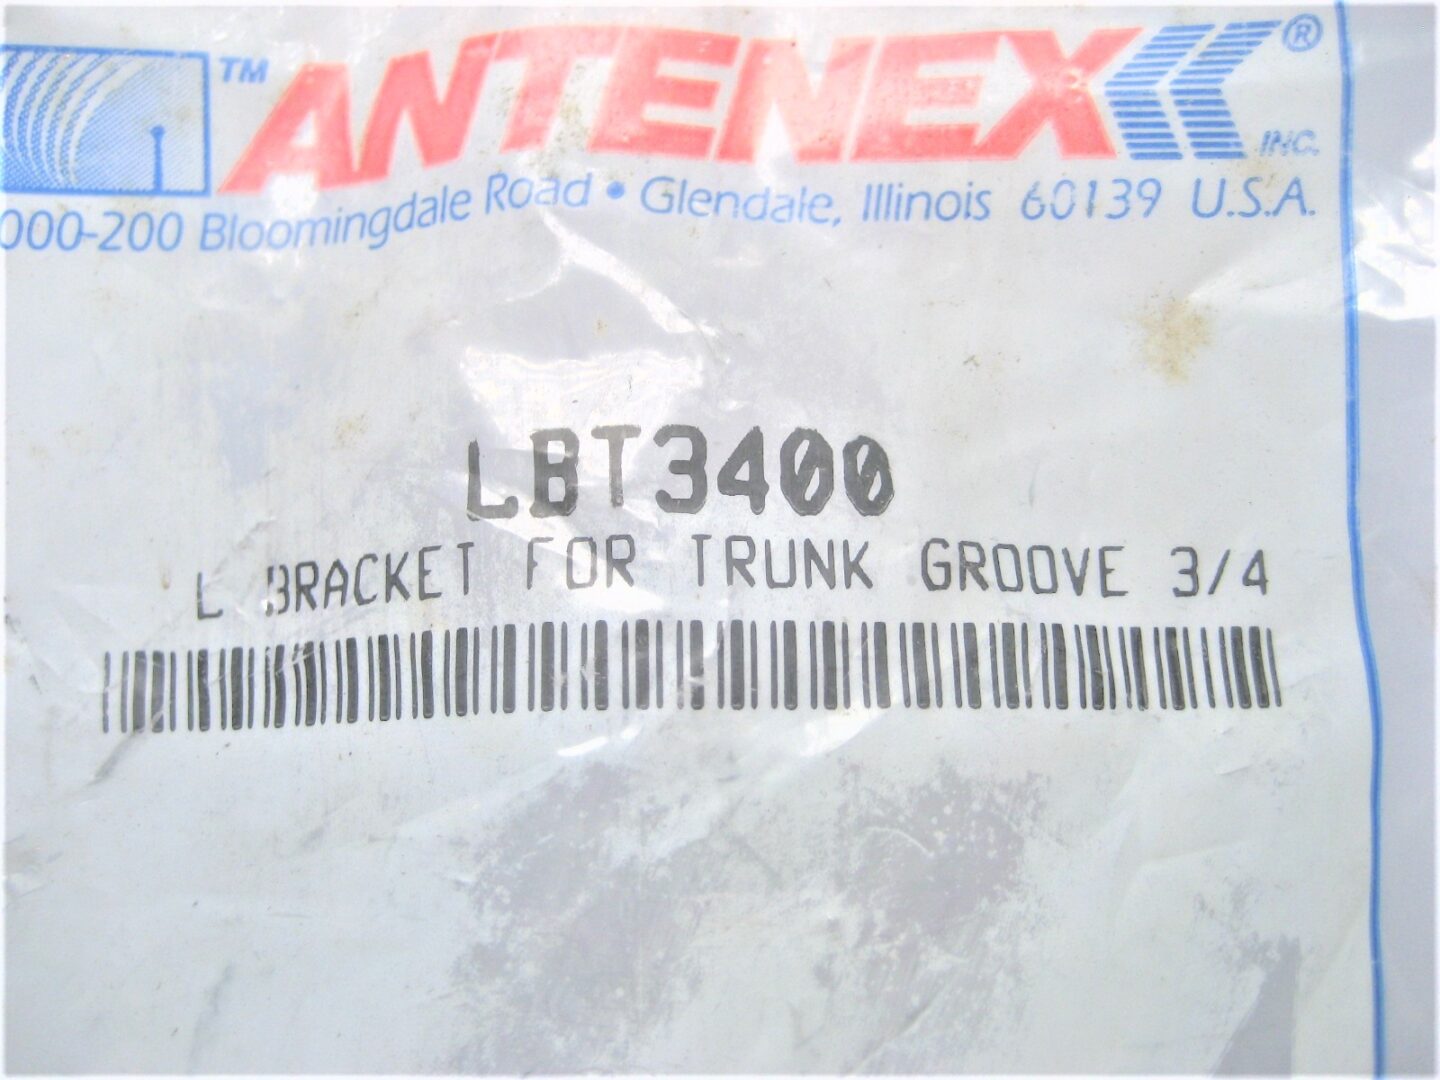 ™ ANTENEX ® INC.
000-200 Bloomingdale Road • Glendale, Illinois 60139 U.S.A.
LBT3400
L BRACKET FOR TRUNK GROOVE 3/4